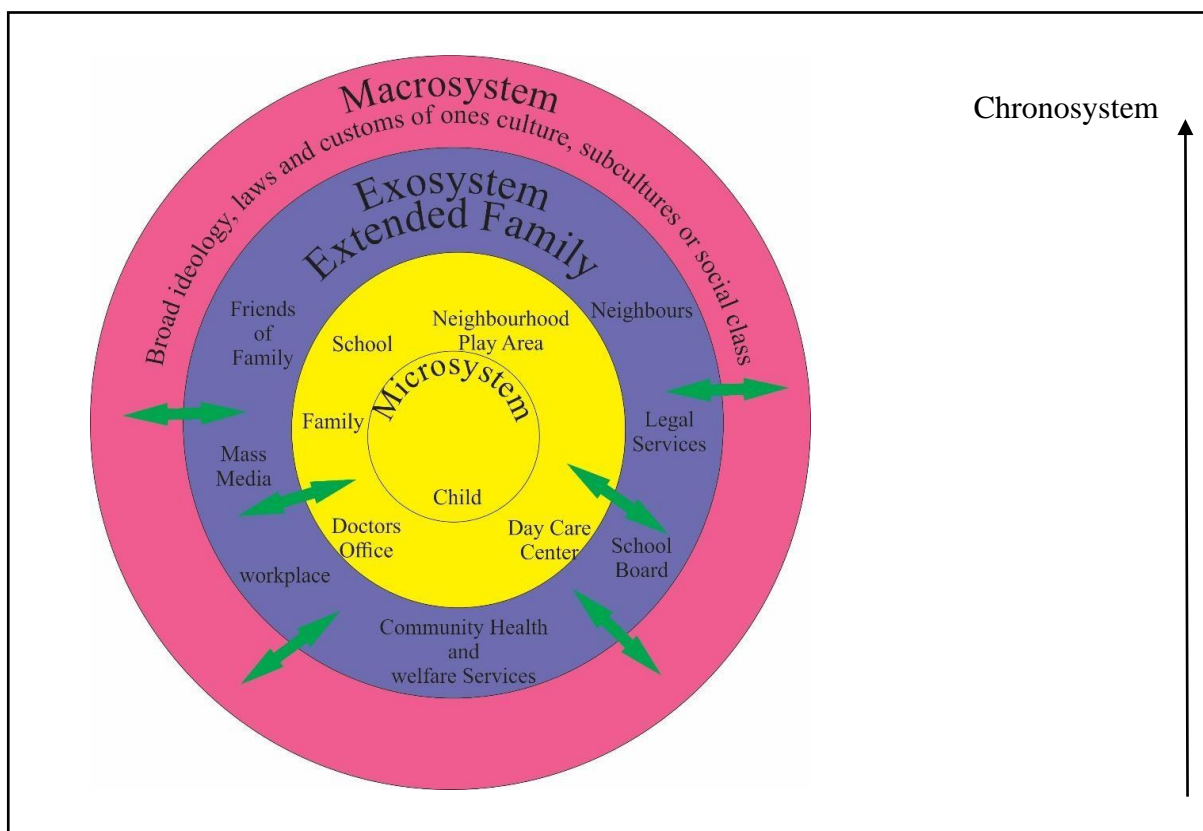 Macrosystem
Broad ideology, laws and customs of ones culture, subcultures or social class
Chronosystem
Exosystem
Extended Family
Friends
of
Family
Neighbours
School
Neighbourhood
Play Area
Microsystem
Family
Legal
Services
Mass
Media
Child
Doctors
Office
Day Care
Center
School
Board
workplace
Community Health
and
welfare Services